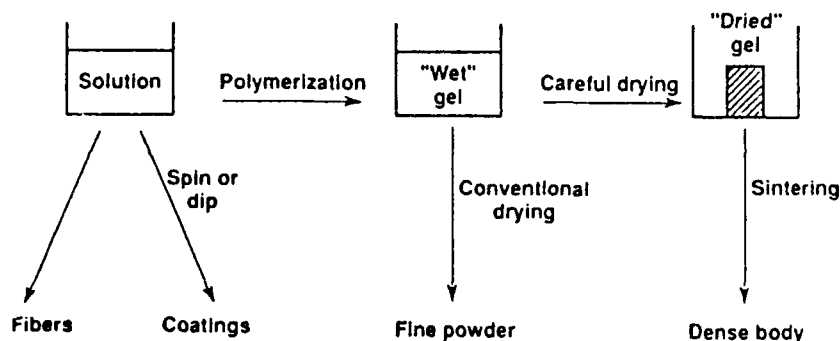 Solution
Polymerization
"Wet"
gel
Careful drying
"Dried"
gel
Spin or
dip
Conventional
drying
Sintering
Fibers
Coatings
Fine powder
Dense body